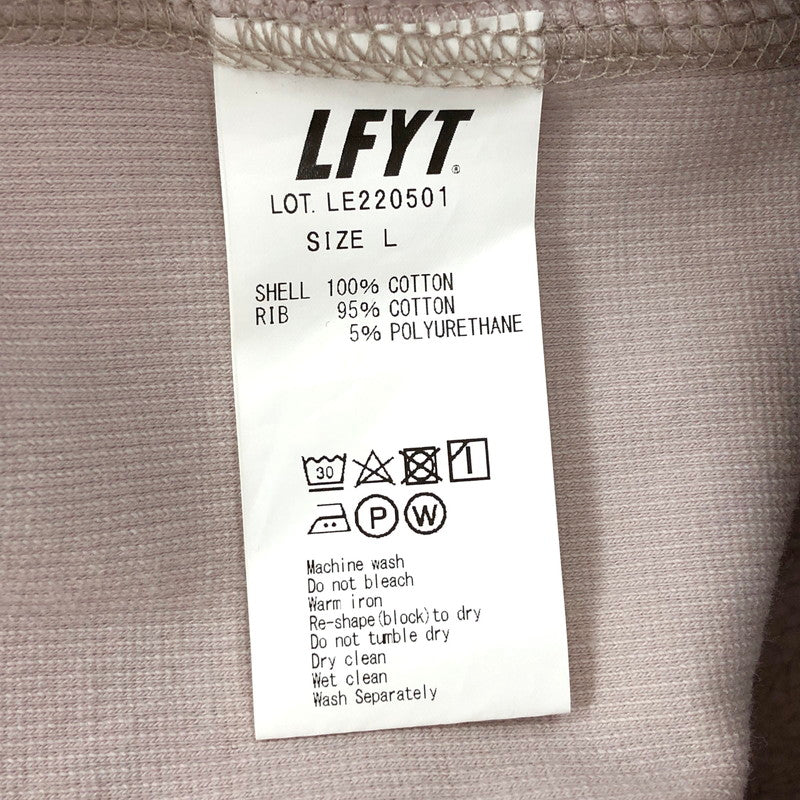 LFYT®
LOT. LE220501
SIZE L
SHELL 100% COTTON
RIB 95% COTTON
5% POLYURETHANE
30
P W
Machine wash
Do not bleach
Warm iron
Re-shape(block)to dry
Do not tumble dry
Dry clean
Wet clean
Wash Separately